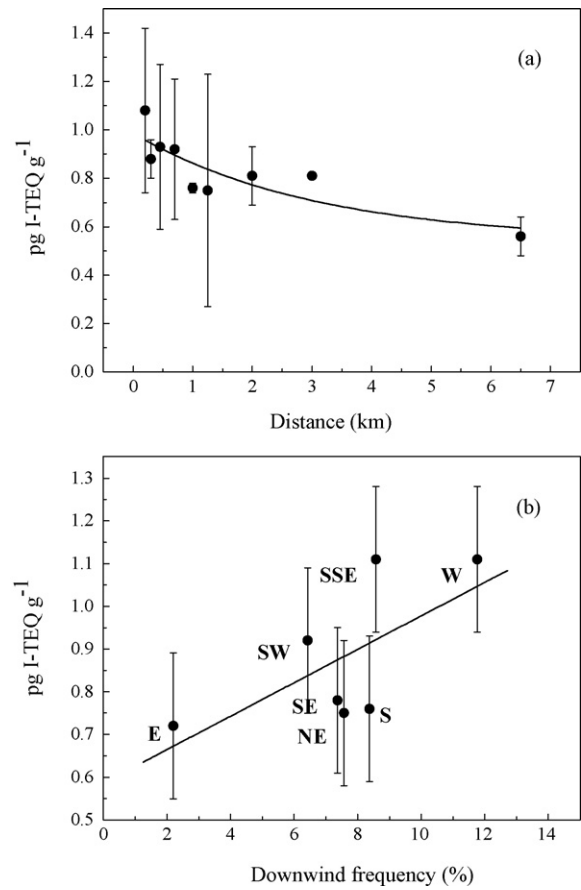 1.4
(a)
1.2
1.0
0.8
0.6
0.4
0.2
0.0
pg I-TEQ g⁻¹
0 1 2 3 4 5 6 7
Distance (km)
1.3
(b)
1.2
1.1
1.0
0.9
0.8
0.7
0.6
0.5
pg I-TEQ g⁻¹
SSE
W
SW
SE
S
E
NE
0 2 4 6 8 10 12 14
Downwind frequency (%)